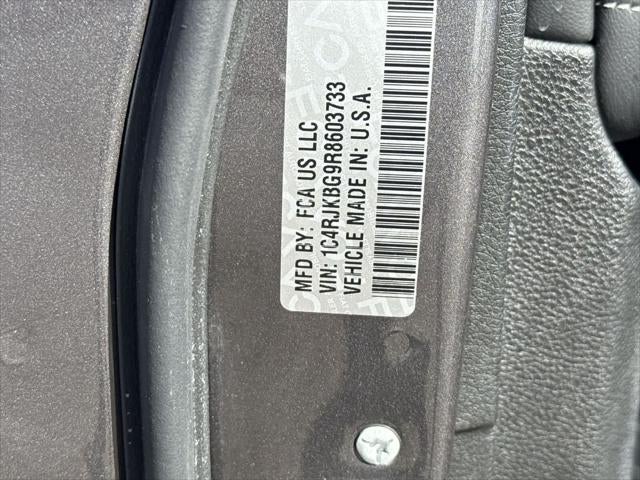 MFD BY: FCA US LLC
VIN: 1C4RJKBG9R8603733
VEHICLE MADE IN: U.S.A.